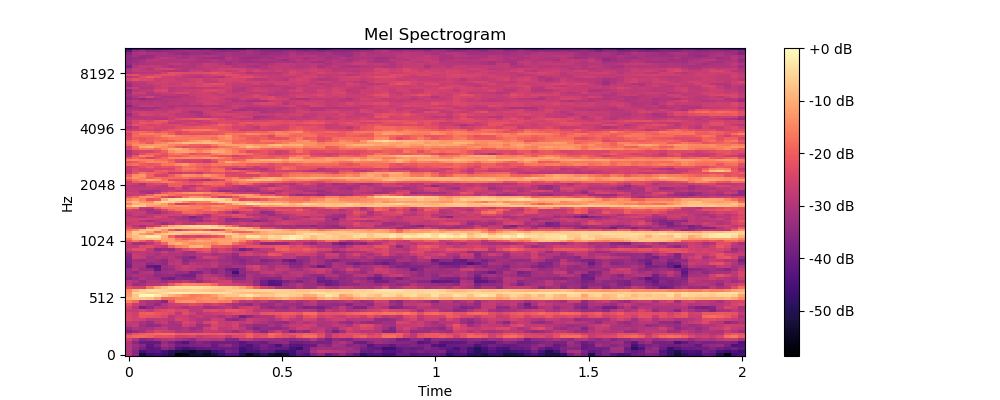 Mel Spectrogram
Hz
8192
4096
2048
1024
512
0
0
0.5
1
1.5
2
Time
+0 dB
-10 dB
-20 dB
-30 dB
-40 dB
-50 dB